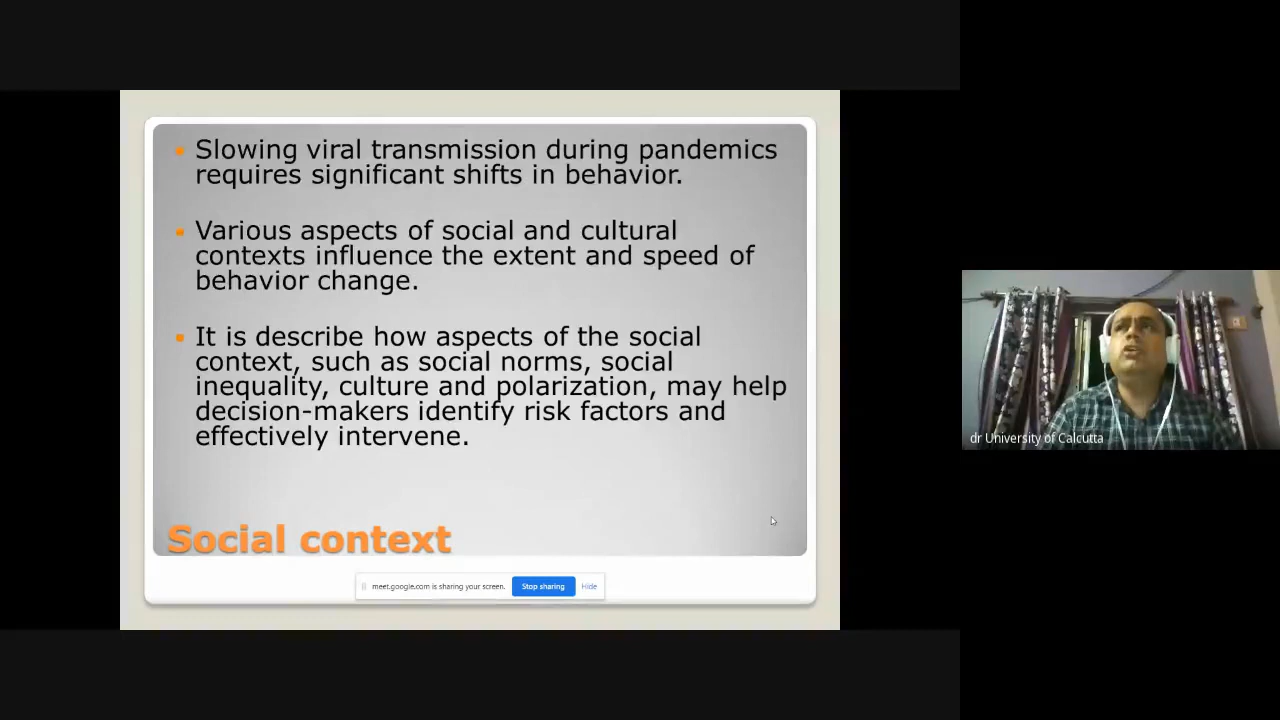 Slowing viral transmission during pandemics
requires significant shifts in behavior.
Various aspects of social and cultural
contexts influence the extent and speed of
behavior change.
It is describe how aspects of the social
context, such as social norms, social
inequality, culture and polarization, may help
decision-makers identify risk factors and
effectively intervene.
Social context
meet.google.com is sharing your screen. Stop sharing Hide
dr University of Calcutta